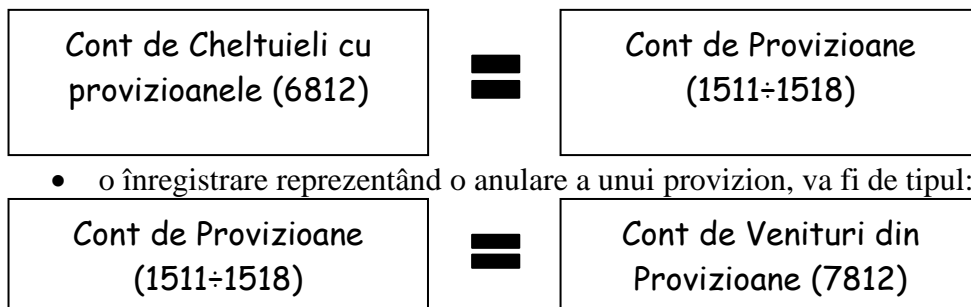 Cont de Cheltuieli cu
provizioanele (6812)
=
Cont de Provizioane
(1511÷1518)
• o înregistrare reprezentând o anulare a unui provizion, va fi de tipul:
Cont de Provizioane
(1511÷1518)
=
Cont de Venituri din
Provizioane (7812)